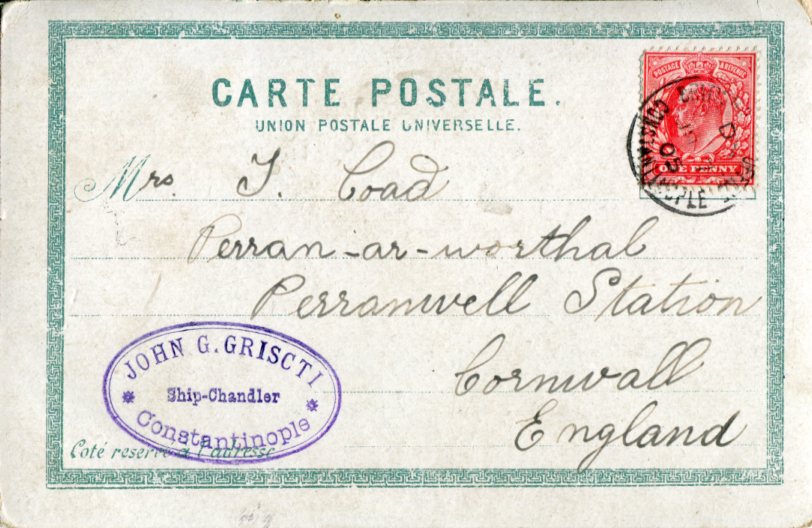 CARTE POSTALE.
UNION POSTALE UNIVERSELLE.
POSTAGE & REVENUE
ONE PENNY
CONSTANTINOPLE
Mrs. T. Coad
Perran-ar-worthal
Perranwell Station
Cornwall
England
JOHN G. GRISCTI
Ship-Chandler
Constantinople
Coté reservé a l'adresse